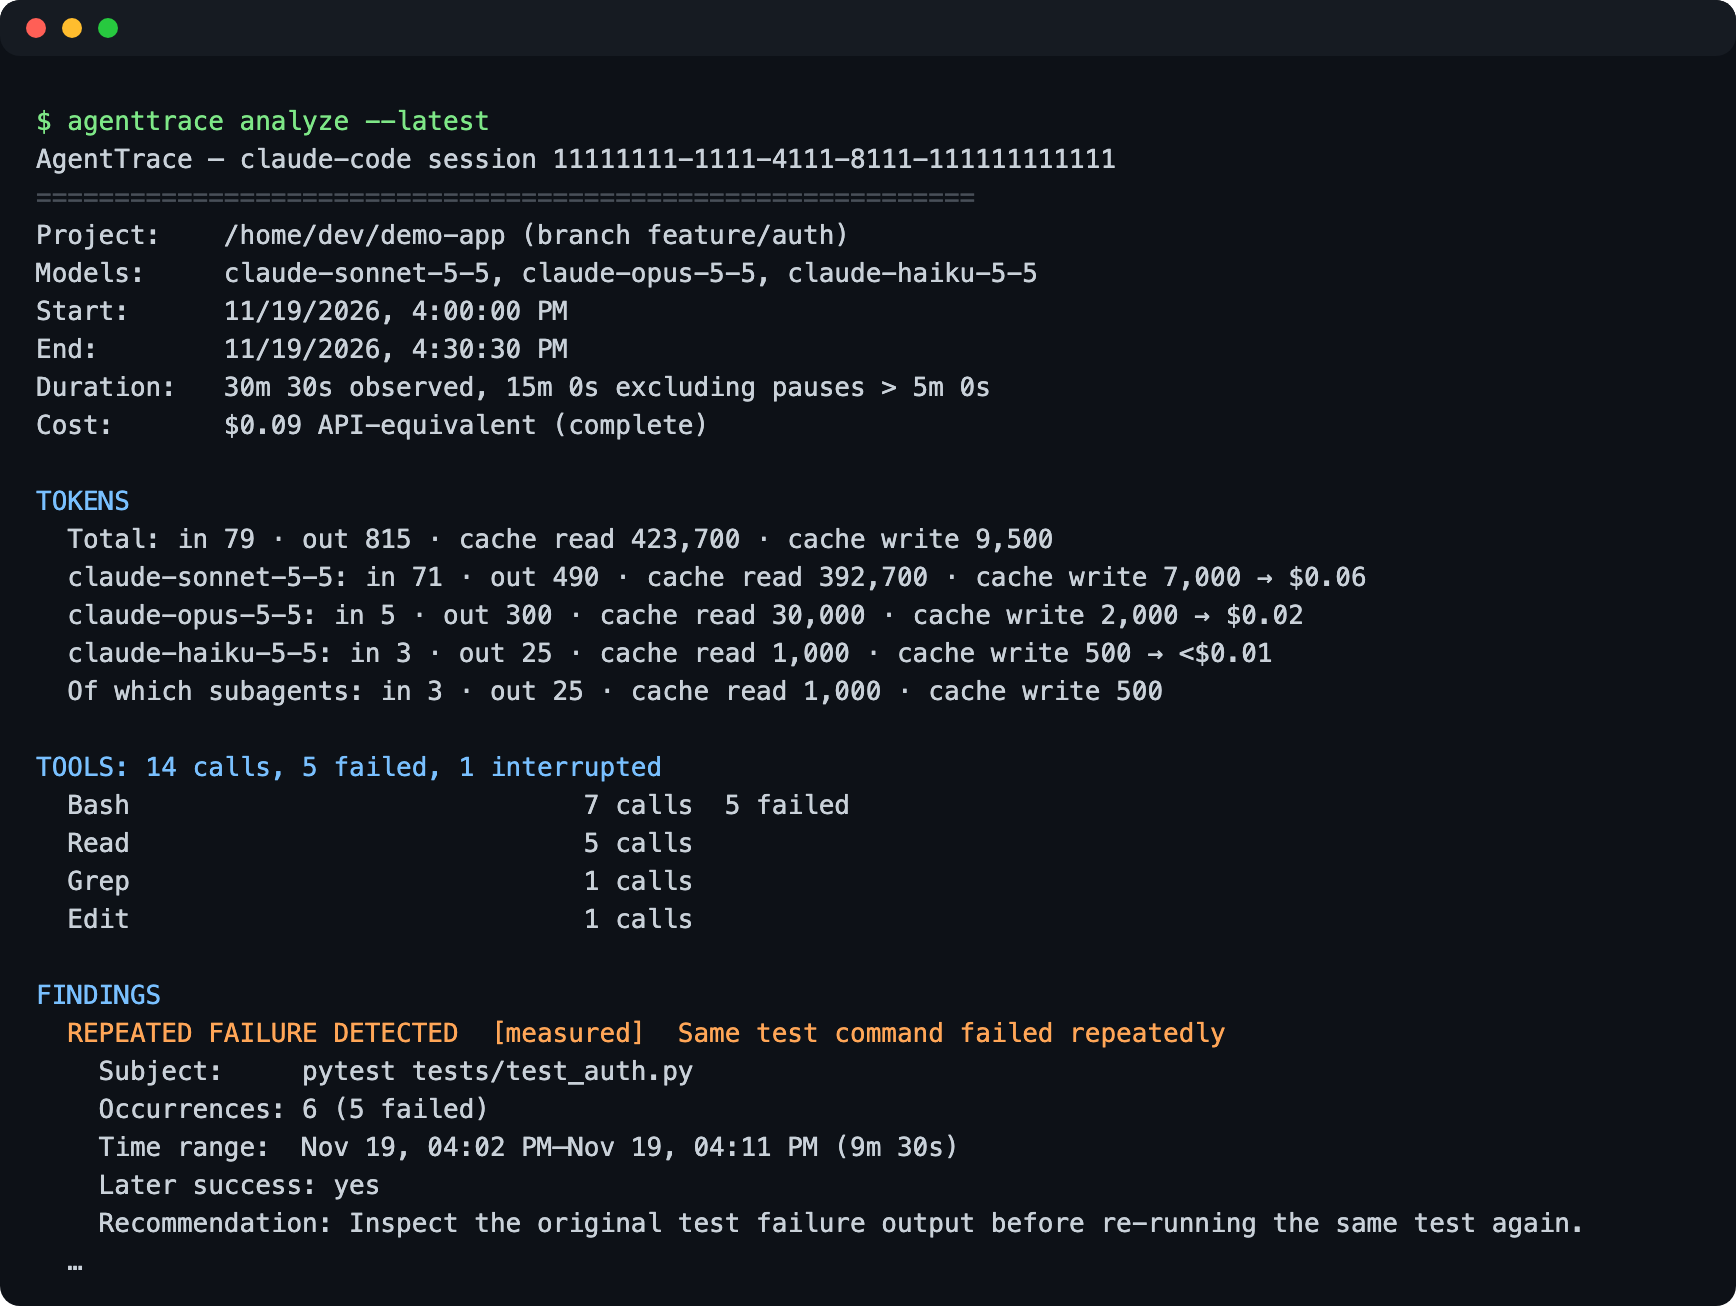 $ agenttrace analyze --latest
AgentTrace — claude-code session 11111111-1111-4111-8111-111111111111
============================================================
Project:    /home/dev/demo-app (branch feature/auth)
Models:     claude-sonnet-5-5, claude-opus-5-5, claude-haiku-5-5
Start:      11/19/2026, 4:00:00 PM
End:        11/19/2026, 4:30:30 PM
Duration:   30m 30s observed, 15m 0s excluding pauses > 5m 0s
Cost:       $0.09 API-equivalent (complete)
TOKENS
  Total: in 79 · out 815 · cache read 423,700 · cache write 9,500
  claude-sonnet-5-5: in 71 · out 490 · cache read 392,700 · cache write 7,000 → $0.06
  claude-opus-5-5: in 5 · out 300 · cache read 30,000 · cache write 2,000 → $0.02
  claude-haiku-5-5: in 3 · out 25 · cache read 1,000 · cache write 500 → <$0.01
  Of which subagents: in 3 · out 25 · cache read 1,000 · cache write 500
TOOLS: 14 calls, 5 failed, 1 interrupted
  Bash                             7 calls  5 failed
  Read                             5 calls
  Grep                             1 calls
  Edit                             1 calls
FINDINGS
  REPEATED FAILURE DETECTED  [measured]  Same test command failed repeatedly
    Subject:     pytest tests/test_auth.py
    Occurrences: 6 (5 failed)
    Time range:  Nov 19, 04:02 PM–Nov 19, 04:11 PM (9m 30s)
    Later success: yes
    Recommendation: Inspect the original test failure output before re-running the same test again.
  …